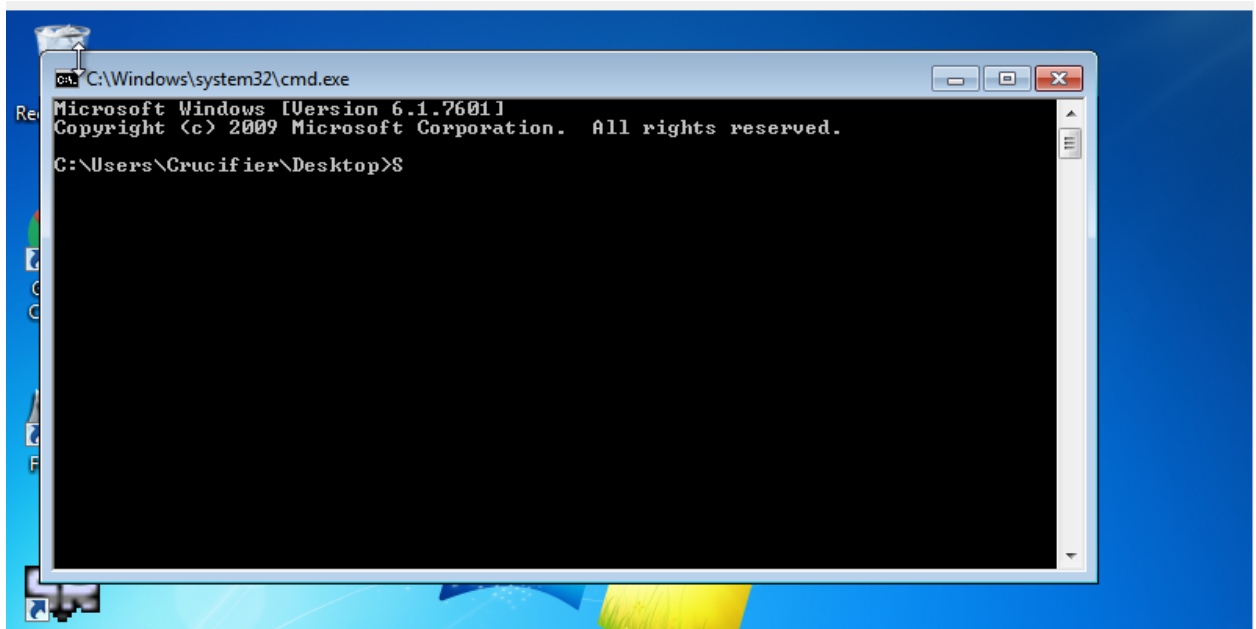 C:\Windows\system32\cmd.exe
Microsoft Windows [Version 6.1.7601]
Copyright (c) 2009 Microsoft Corporation.  All rights reserved.
C:\Users\Crucifier\Desktop>S